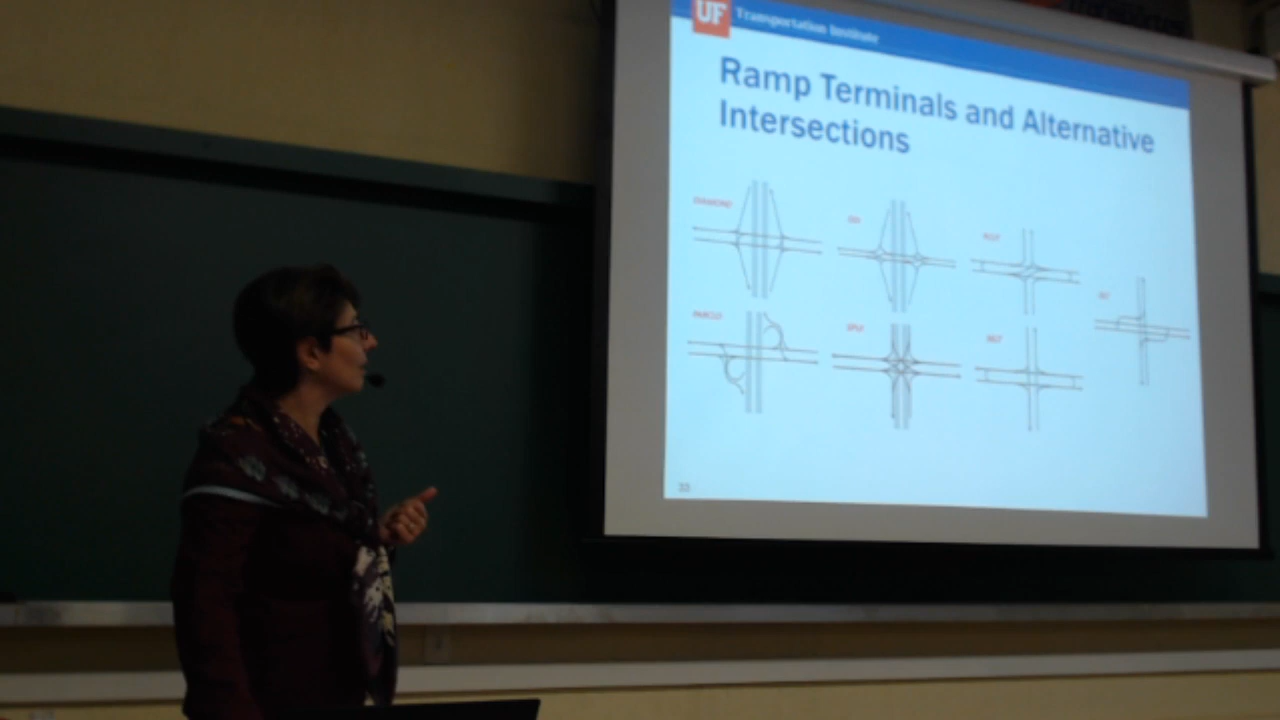 UF Transportation Institute
Ramp Terminals and Alternative
Intersections
DIAMOND
DDI
RCUT
PARCLO
SPUI
MUT
33